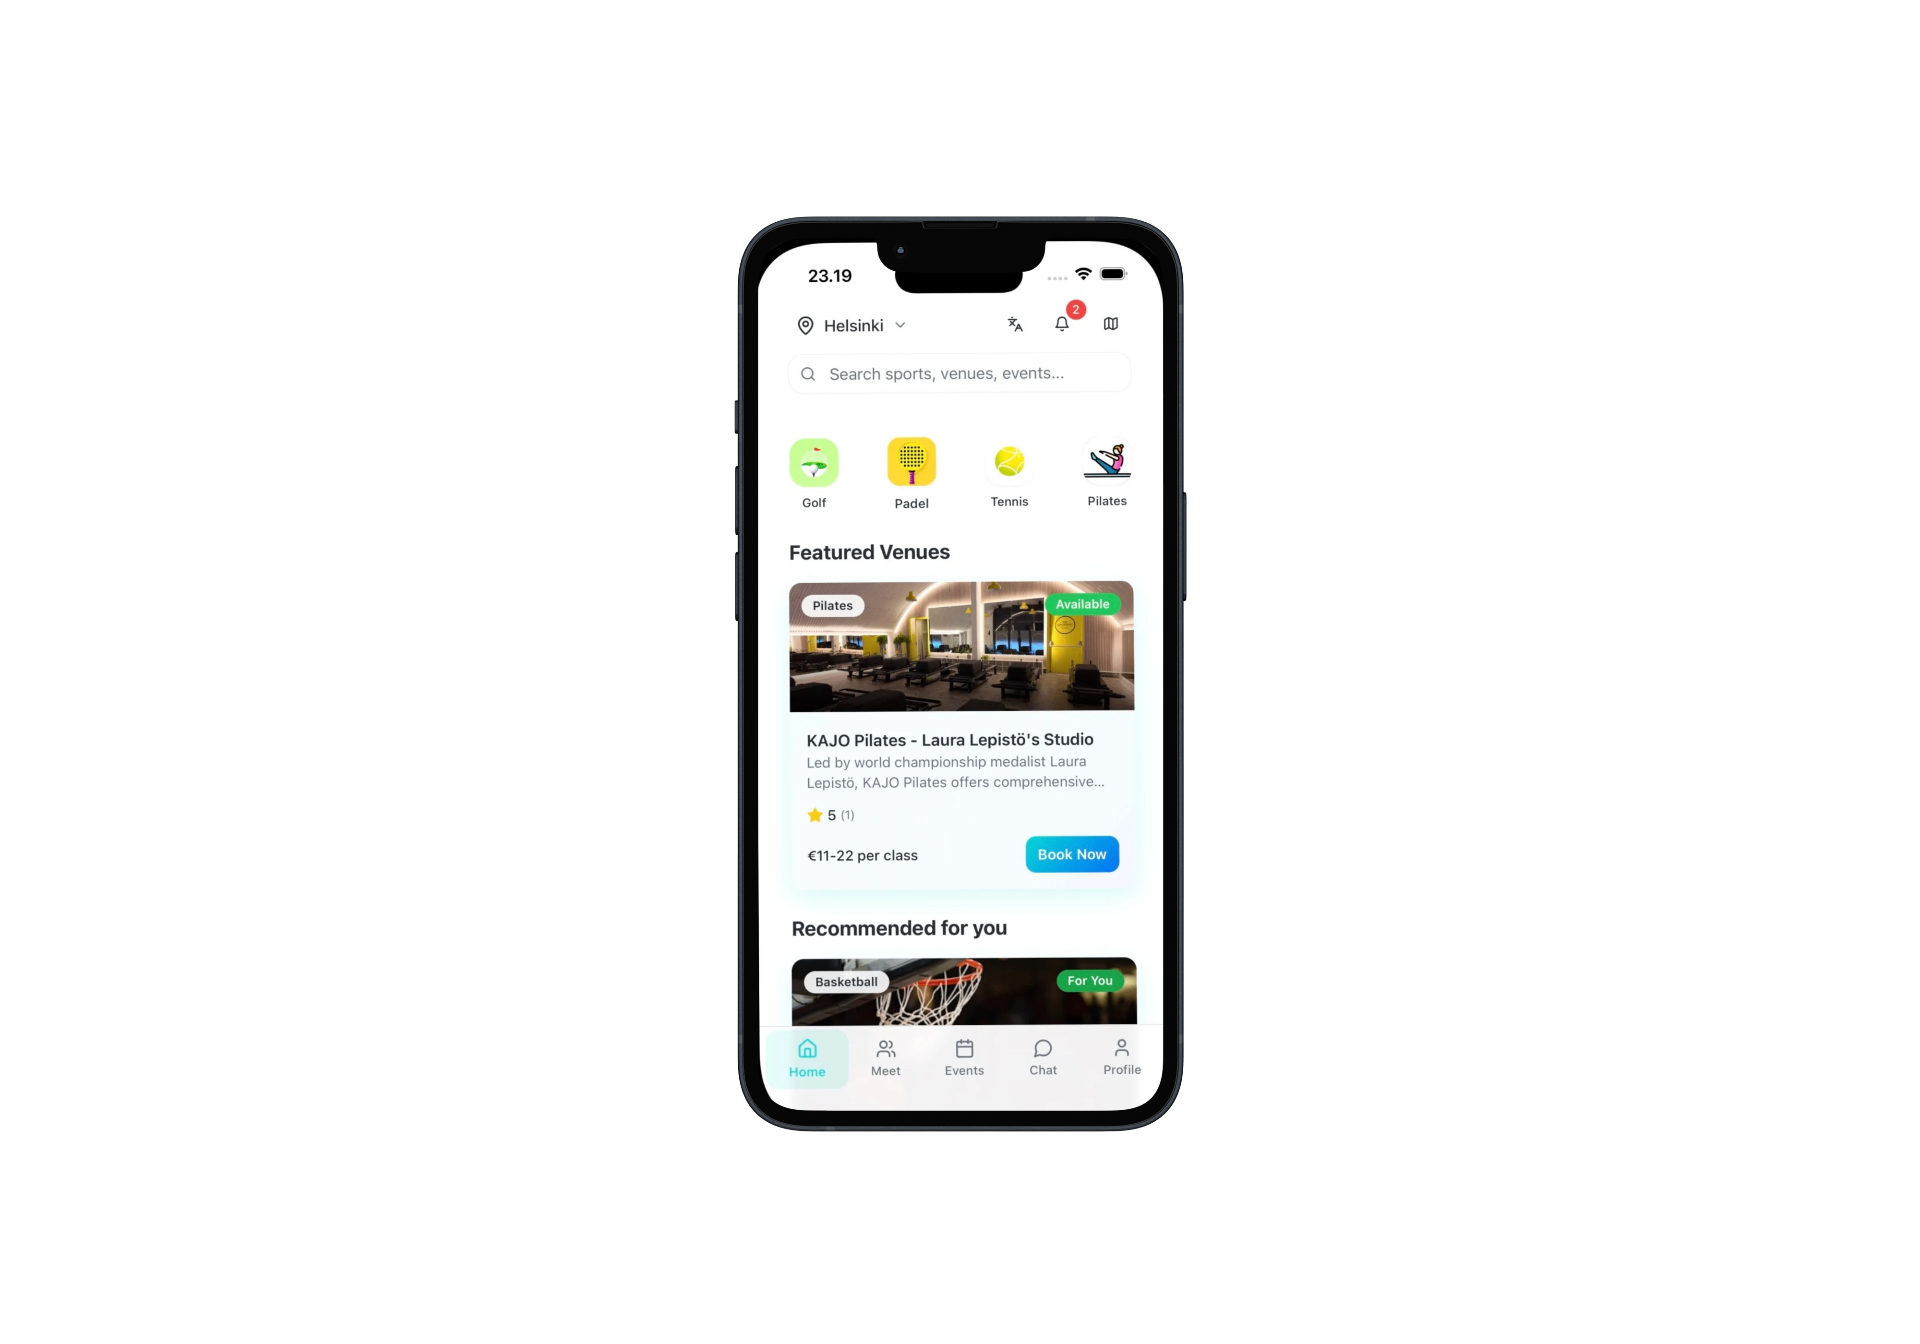 23.19
Helsinki
2
Search sports, venues, events...
Golf
Padel
Tennis
Pilates
Featured Venues
Pilates
Available
KAJO Pilates - Laura Lepistö's Studio
Led by world championship medalist Laura
Lepistö, KAJO Pilates offers comprehensive...
5 (1)
€11-22 per class
Book Now
Recommended for you
Basketball
For You
Home
Meet
Events
Chat
Profile